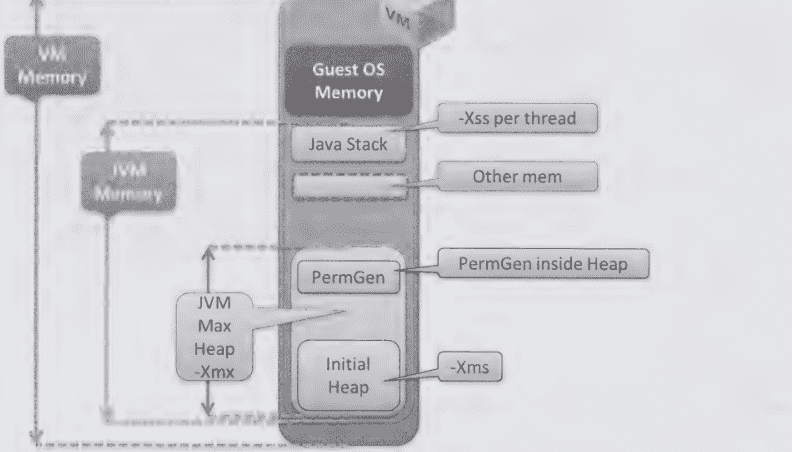 VM
VM
Memory
Guest OS
Memory
-Xss per thread
Java Stack
JVM
Memory
Other mem
PermGen inside Heap
PermGen
JVM
Max
Heap
-Xmx
Initial
Heap
-Xms